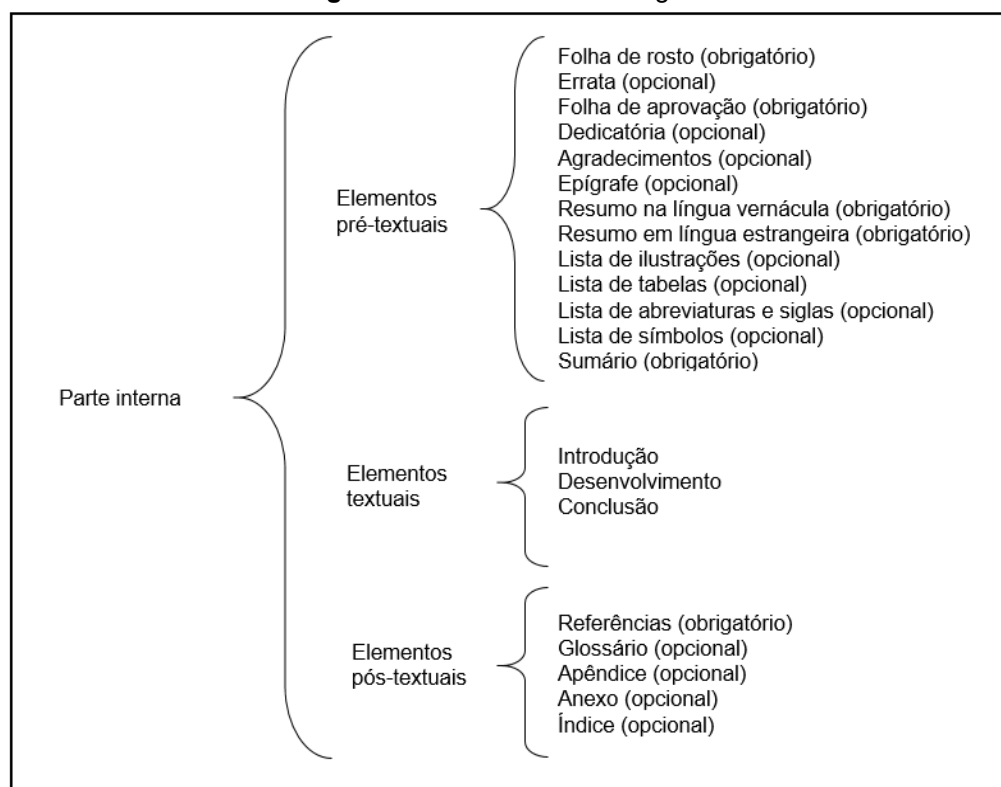 Folha de rosto (obrigatório)
Errata (opcional)
Folha de aprovação (obrigatório)
Dedicatória (opcional)
Agradecimentos (opcional)
Elementos
pré-textuais
Epígrafe (opcional)
Resumo na língua vernácula (obrigatório)
Resumo em língua estrangeira (obrigatório)
Lista de ilustrações (opcional)
Lista de tabelas (opcional)
Lista de abreviaturas e siglas (opcional)
Lista de símbolos (opcional)
Sumário (obrigatório)
Parte interna
Elementos
textuais
Introdução
Desenvolvimento
Conclusão
Elementos
pós-textuais
Referências (obrigatório)
Glossário (opcional)
Apêndice (opcional)
Anexo (opcional)
Índice (opcional)